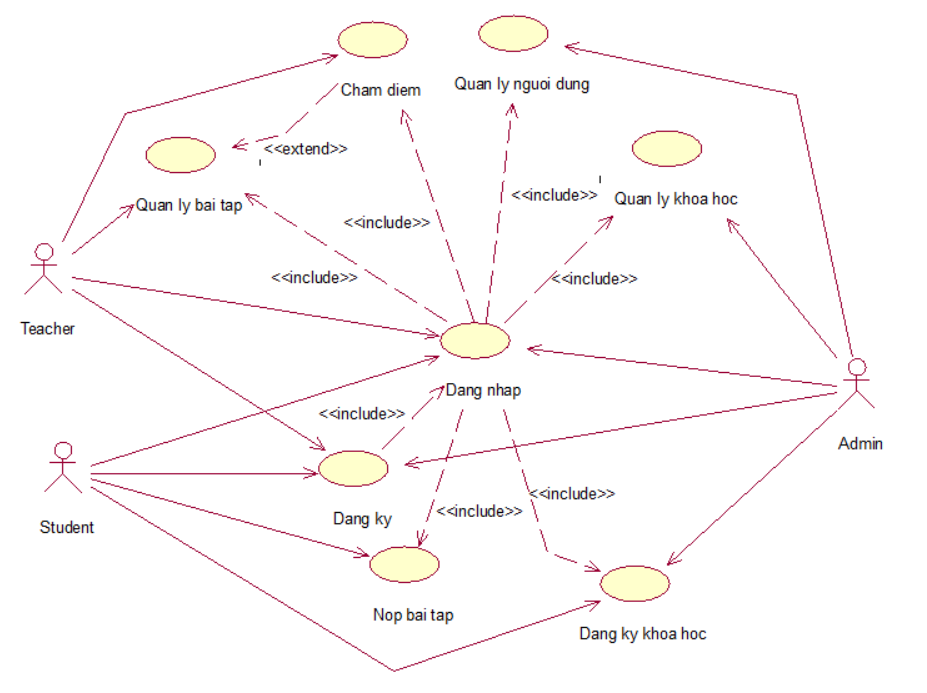 Cham diem
Quan ly nguoi dung
<<extend>>
Quan ly bai tap
<<include>>
Quan ly khoa hoc
<<include>>
<<include>>
<<include>>
Teacher
Dang nhap
<<include>>
Admin
<<include>>
<<include>>
Dang ky
Student
Nop bai tap
Dang ky khoa hoc